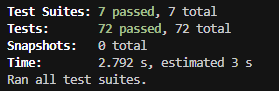 Test Suites: 7 passed, 7 total
Tests:       72 passed, 72 total
Snapshots:   0 total
Time:        2.792 s, estimated 3 s
Ran all test suites.